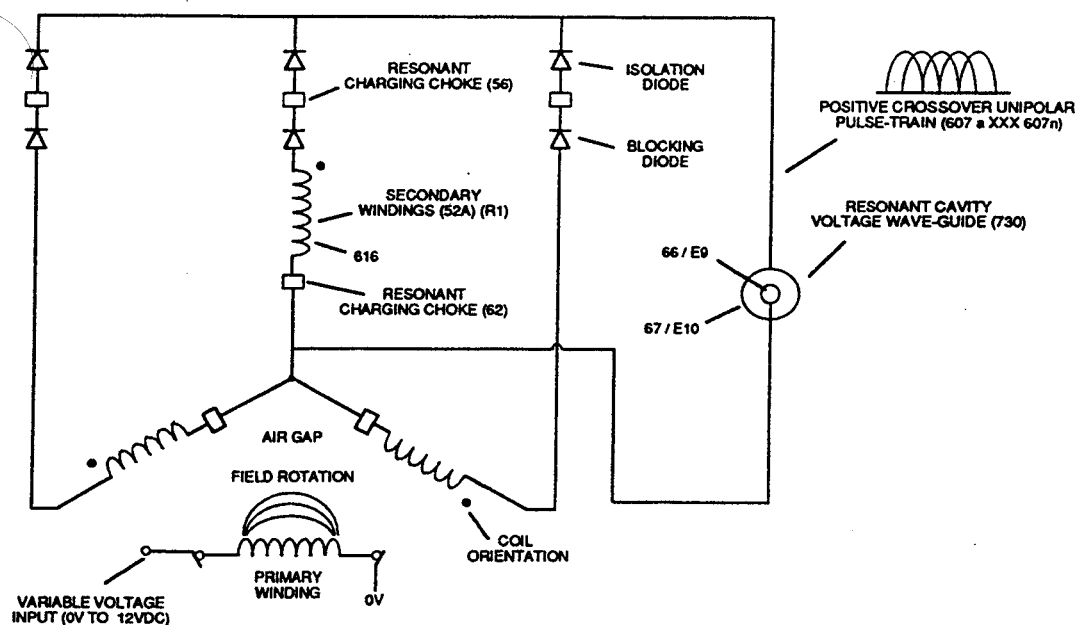 RESONANT
CHARGING CHOKE (56)
ISOLATION
DIODE
POSITIVE CROSSOVER UNIPOLAR
PULSE-TRAIN (607 a XXX 607n)
BLOCKING
DIODE
SECONDARY
WINDINGS (52A) (R1)
616
RESONANT CAVITY
VOLTAGE WAVE-GUIDE (730)
66 / E9
RESONANT
CHARGING CHOKE (62)
67 / E10
AIR GAP
FIELD ROTATION
COIL
ORIENTATION
PRIMARY
WINDING
0V
VARIABLE VOLTAGE
INPUT (0V TO 12VDC)